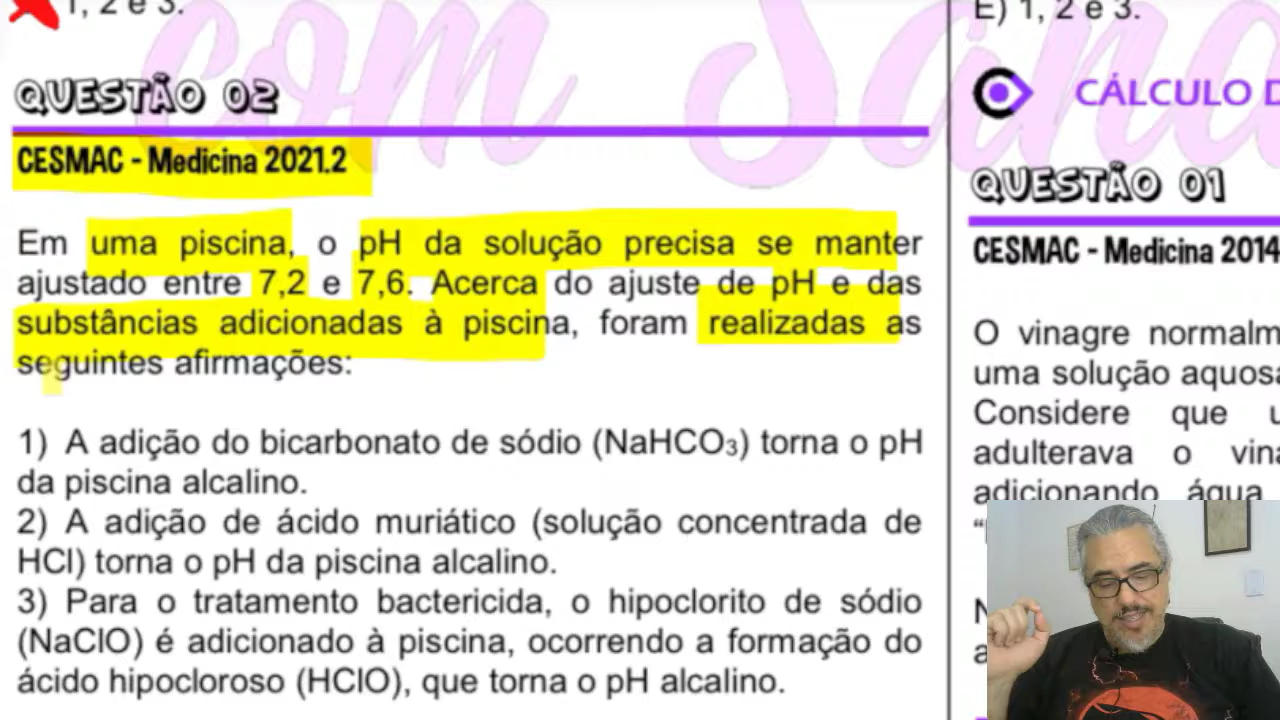 1, 2 e 3.
QUESTÃO 02
CESMAC - Medicina 2021.2
Em uma piscina, o pH da solução precisa se manter
ajustado entre 7,2 e 7,6. Acerca do ajuste de pH e das
substâncias adicionadas à piscina, foram realizadas as
seguintes afirmações:
1) A adição do bicarbonato de sódio (NaHCO₃) torna o pH
da piscina alcalino.
2) A adição de ácido muriático (solução concentrada de
HCl) torna o pH da piscina alcalino.
3) Para o tratamento bactericida, o hipoclorito de sódio
(NaClO) é adicionado à piscina, ocorrendo a formação do
ácido hipocloroso (HClO), que torna o pH alcalino.
E) 1, 2 e 3.
CÁLCULO
QUESTÃO 01
CESMAC - Medicina 2014
O vinagre
uma solução
Considere que
adulterava o
adicionando água
com